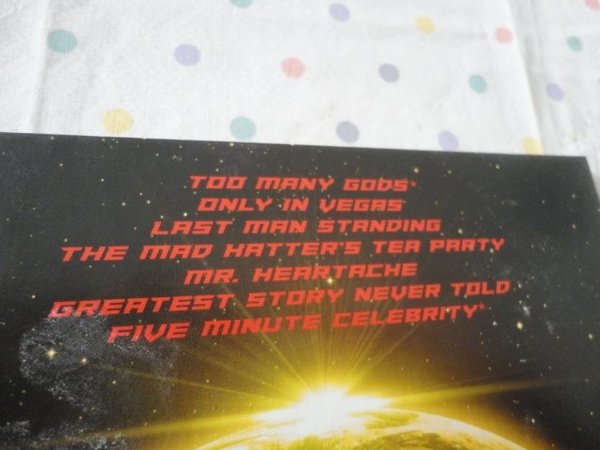 TOO MANY GODS*
ONLY IN VEGAS
LAST MAN STANDING
THE MAD HATTER'S TEA PARTY
MR. HEARTACHE
GREATEST STORY NEVER TOLD
FIVE MINUTE CELEBRITY*